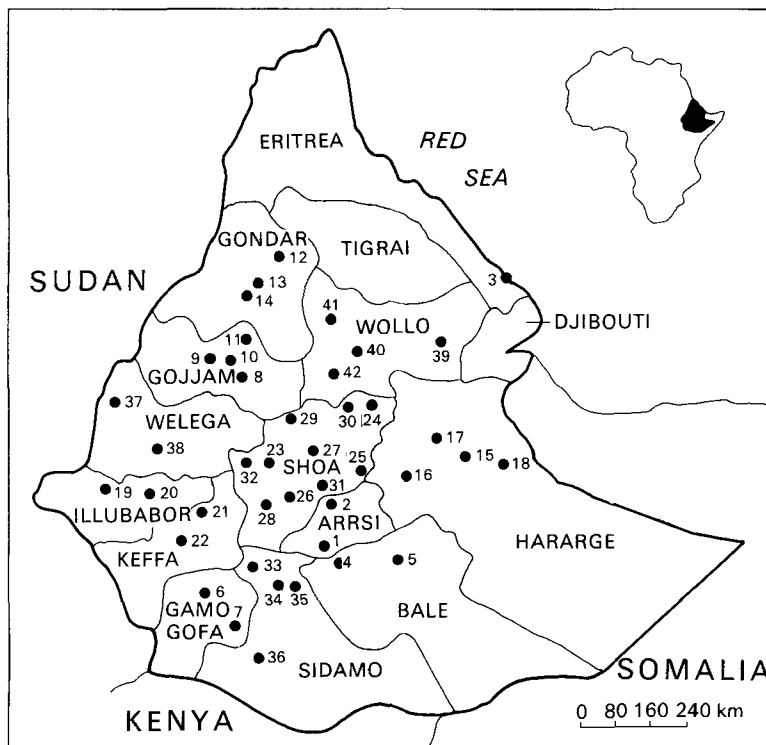 ERITREA
RED
SEA
GONDAR
12
TIGRAI
SUDAN
13
3
14
41
WOLLO
DJIBOUTI
11
9
10
40
39
GOJJAM
8
42
37
WELEGA
29
30
24
17
38
23
27
25
15
32
SHOA
18
16
19
20
26
31
2
ILLUBABOR
21
28
ARRSI
HARARGE
22
KEFFA
1
4
5
33
6
34
35
GAMO
GOFA
7
BALE
36
SIDAMO
SOMALIA
KENYA
0 80 160 240 km